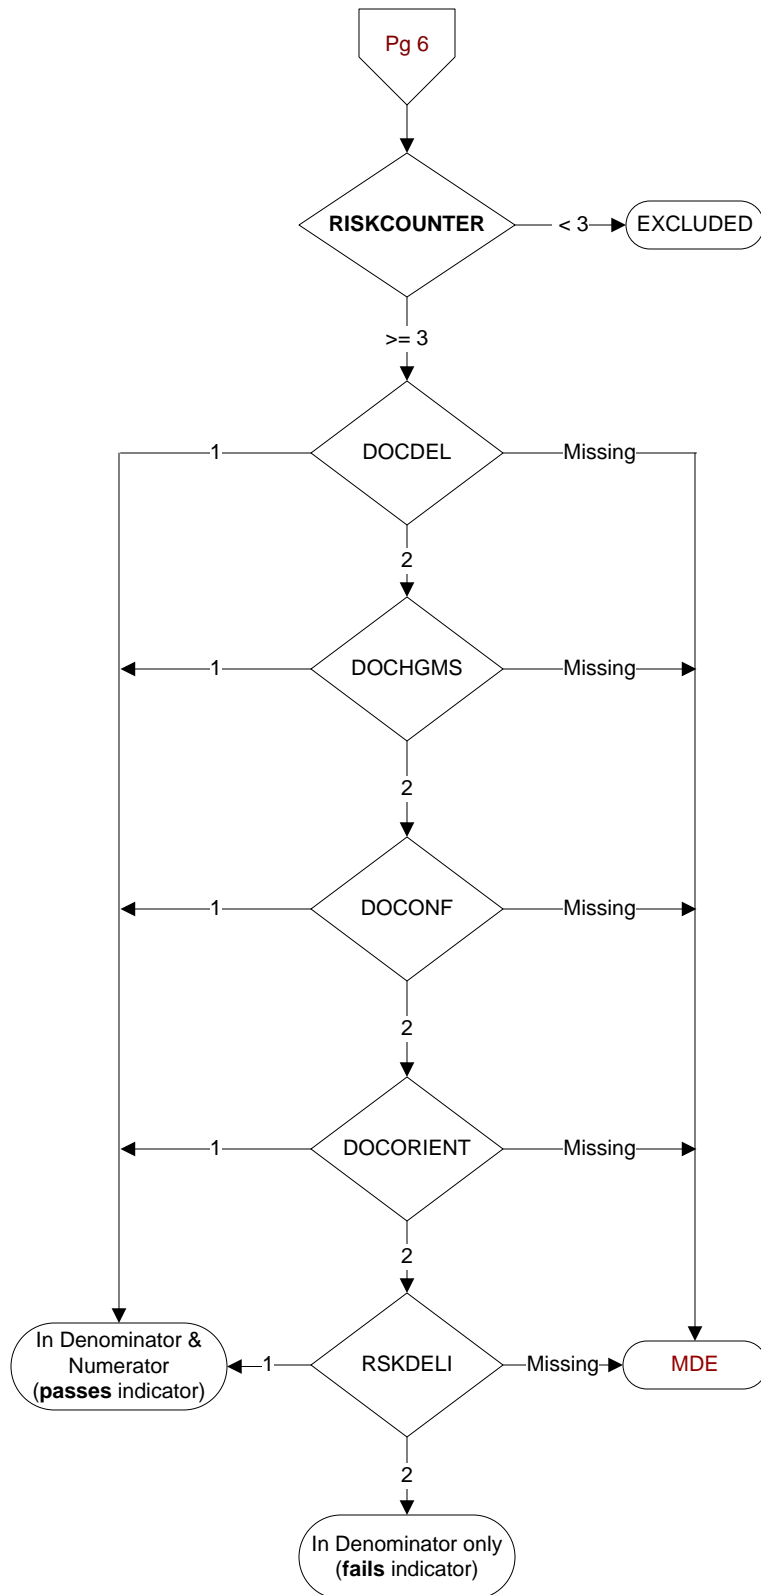 Pg 6
RISKCOUNTER
< 3
EXCLUDED
>= 3
1
DOCDEL
Missing
2
1
DOCHGMS
Missing
2
1
DOCONF
Missing
2
1
DOCORIENT
Missing
2
In Denominator &
Numerator
(passes indicator)
1
RSKDELI
Missing
MDE
2
In Denominator only
(fails indicator)